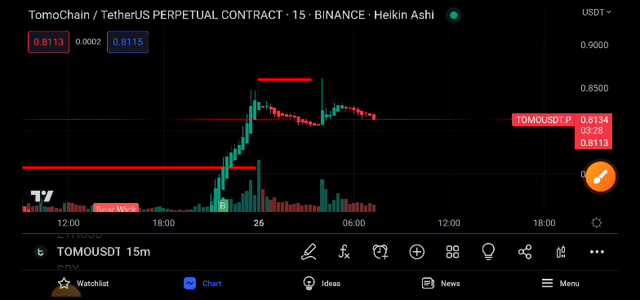 TomoChain / TetherUS PERPETUAL CONTRACT · 15 · BINANCE · Heikin Ashi
USDT
0.8113 0.0002 0.8115
0.9000
0.8500
TOMOUSDT.P 0.8134
03:28
0.8113
Bear Wick
B
12:00 18:00 26 06:00 12:00 18:00
TOMOUSDT 15m
SPX
Watchlist Chart Ideas News Menu